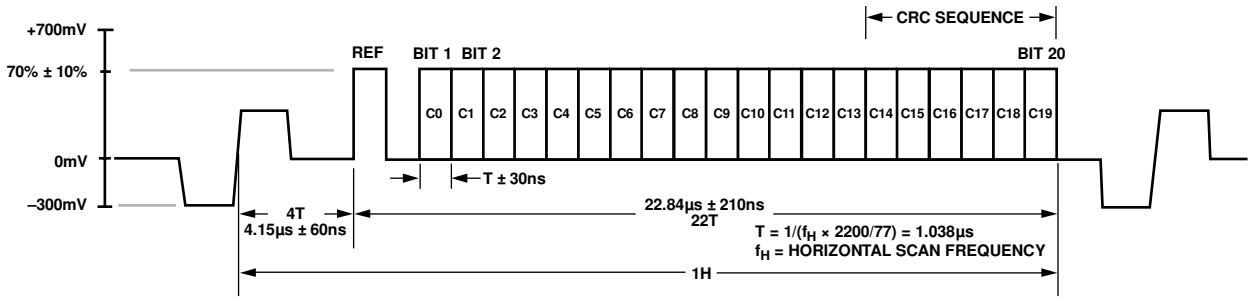 CRC SEQUENCE
+700mV
REF
BIT 1 BIT 2
BIT 20
70% ± 10%
C0 C1 C2 C3 C4 C5 C6 C7 C8 C9 C10 C11 C12 C13 C14 C15 C16 C17 C18 C19
0mV
T ± 30ns
–300mV
4T
4.15µs ± 60ns
22.84µs ± 210ns
22T
T = 1/(fH × 2200/77) = 1.038µs
fH = HORIZONTAL SCAN FREQUENCY
1H